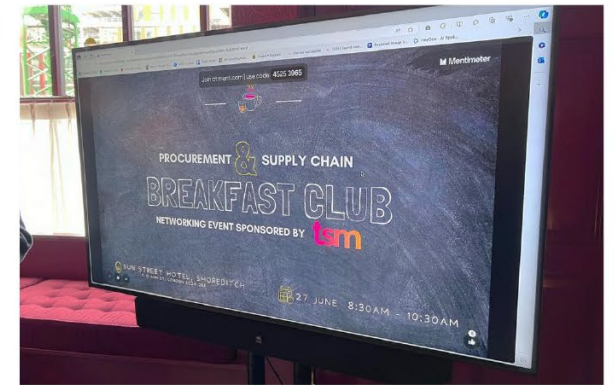 Mentimeter
Join at menti.com | use code 4525 3965
PROCUREMENT & SUPPLY CHAIN
BREAKFAST CLUB
NETWORKING EVENT SPONSORED BY tsm
SUN STREET HOTEL, SHOREDITCH
27 JUNE 8:30AM - 10:30AM